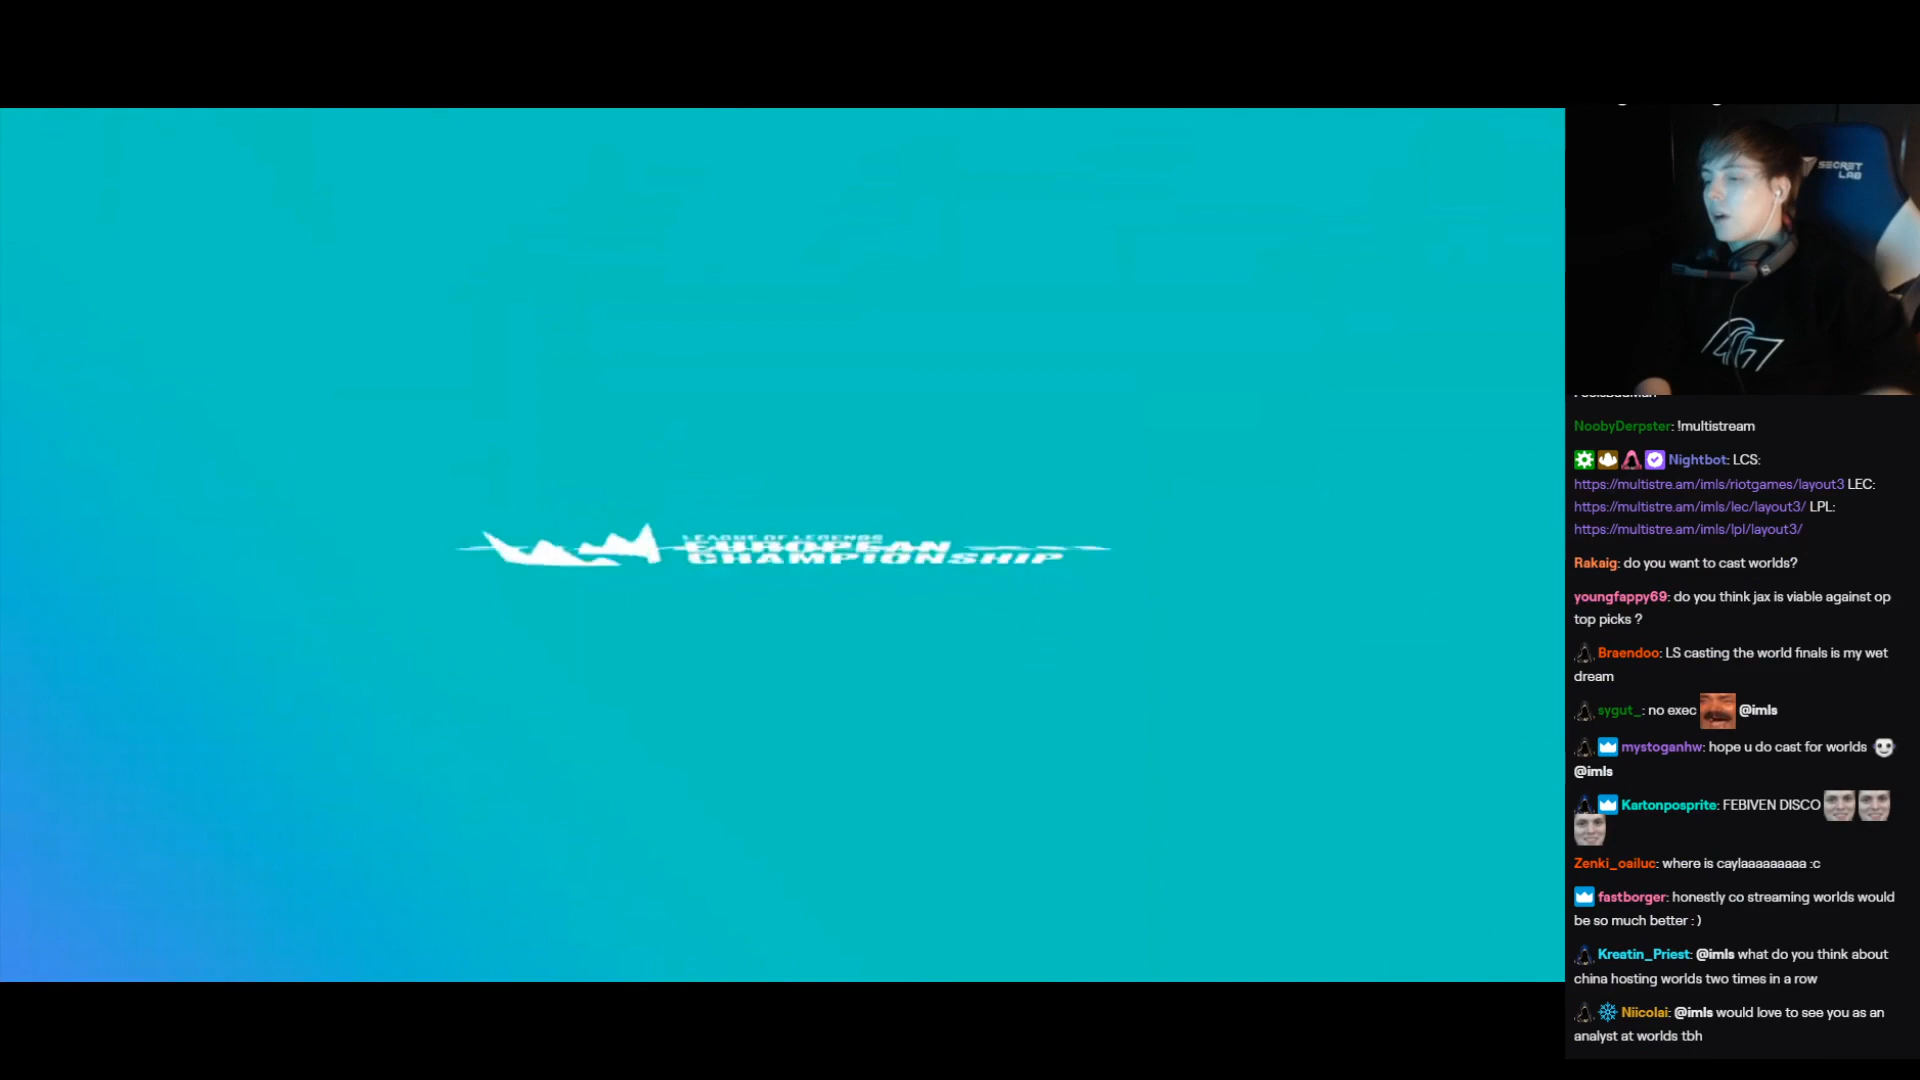 LEAGUE OF LEGENDS
EUROPEAN
CHAMPIONSHIP
SECRET
LAB
NoobyDerpster: !multistream
Nightbot: LCS:
https://multistre.am/imls/riotgames/layout3 LEC:
https://multistre.am/imls/lec/layout3/ LPL:
https://multistre.am/imls/lpl/layout3/
Rakaig: do you want to cast worlds?
youngfappy69: do you think jax is viable against op
top picks ?
Braendoo: LS casting the world finals is my wet
dream
sygut_: no exec @imls
mystoganhw: hope u do cast for worlds
@imls
Kartonposprite: FEBIVEN DISCO
Zenki_oailuc: where is caylaaaaaaaaa :c
fastborger: honestly co streaming worlds would
be so much better : )
Kreatin_Priest: @imls what do you think about
china hosting worlds two times in a row
Niicolai: @imls would love to see you as an
analyst at worlds tbh